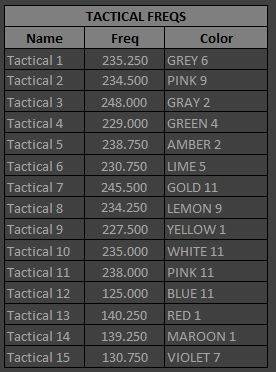 TACTICAL FREQS
Name Freq Color
Tactical 1 235.250 GREY 6
Tactical 2 234.500 PINK 9
Tactical 3 248.000 GRAY 2
Tactical 4 229.000 GREEN 4
Tactical 5 238.750 AMBER 2
Tactical 6 230.750 LIME 5
Tactical 7 245.500 GOLD 11
Tactical 8 234.250 LEMON 9
Tactical 9 227.500 YELLOW 1
Tactical 10 235.000 WHITE 11
Tactical 11 238.000 PINK 11
Tactical 12 125.000 BLUE 11
Tactical 13 140.250 RED 1
Tactical 14 139.250 MAROON 1
Tactical 15 130.750 VIOLET 7